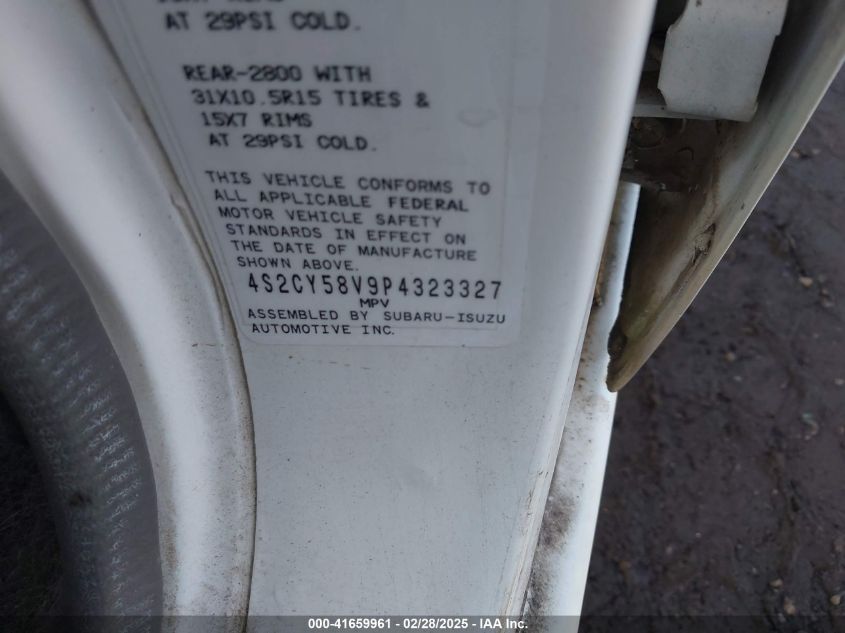 AT 29PSI COLD.
REAR-2800 WITH
31X10.5R15 TIRES &
15X7 RIMS
AT 29PSI COLD.
THIS VEHICLE CONFORMS TO
ALL APPLICABLE FEDERAL
MOTOR VEHICLE SAFETY
STANDARDS IN EFFECT ON
THE DATE OF MANUFACTURE
SHOWN ABOVE.
4S2CY58V9P4323327
MPV
ASSEMBLED BY SUBARU-ISUZU
AUTOMOTIVE INC.
000-41659961 - 02/28/2025 - IAA Inc.